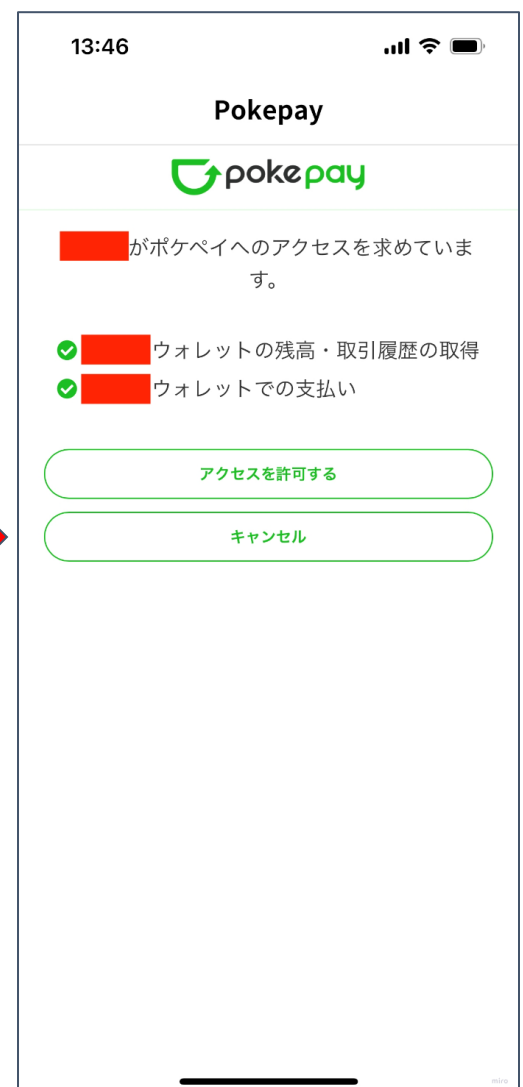 13:46
Pokepay
pokepay
がポケペイへのアクセスを求めていま
す。
ウォレットの残高・取引履歴の取得
ウォレットでの支払い
アクセスを許可する
キャンセル
miro